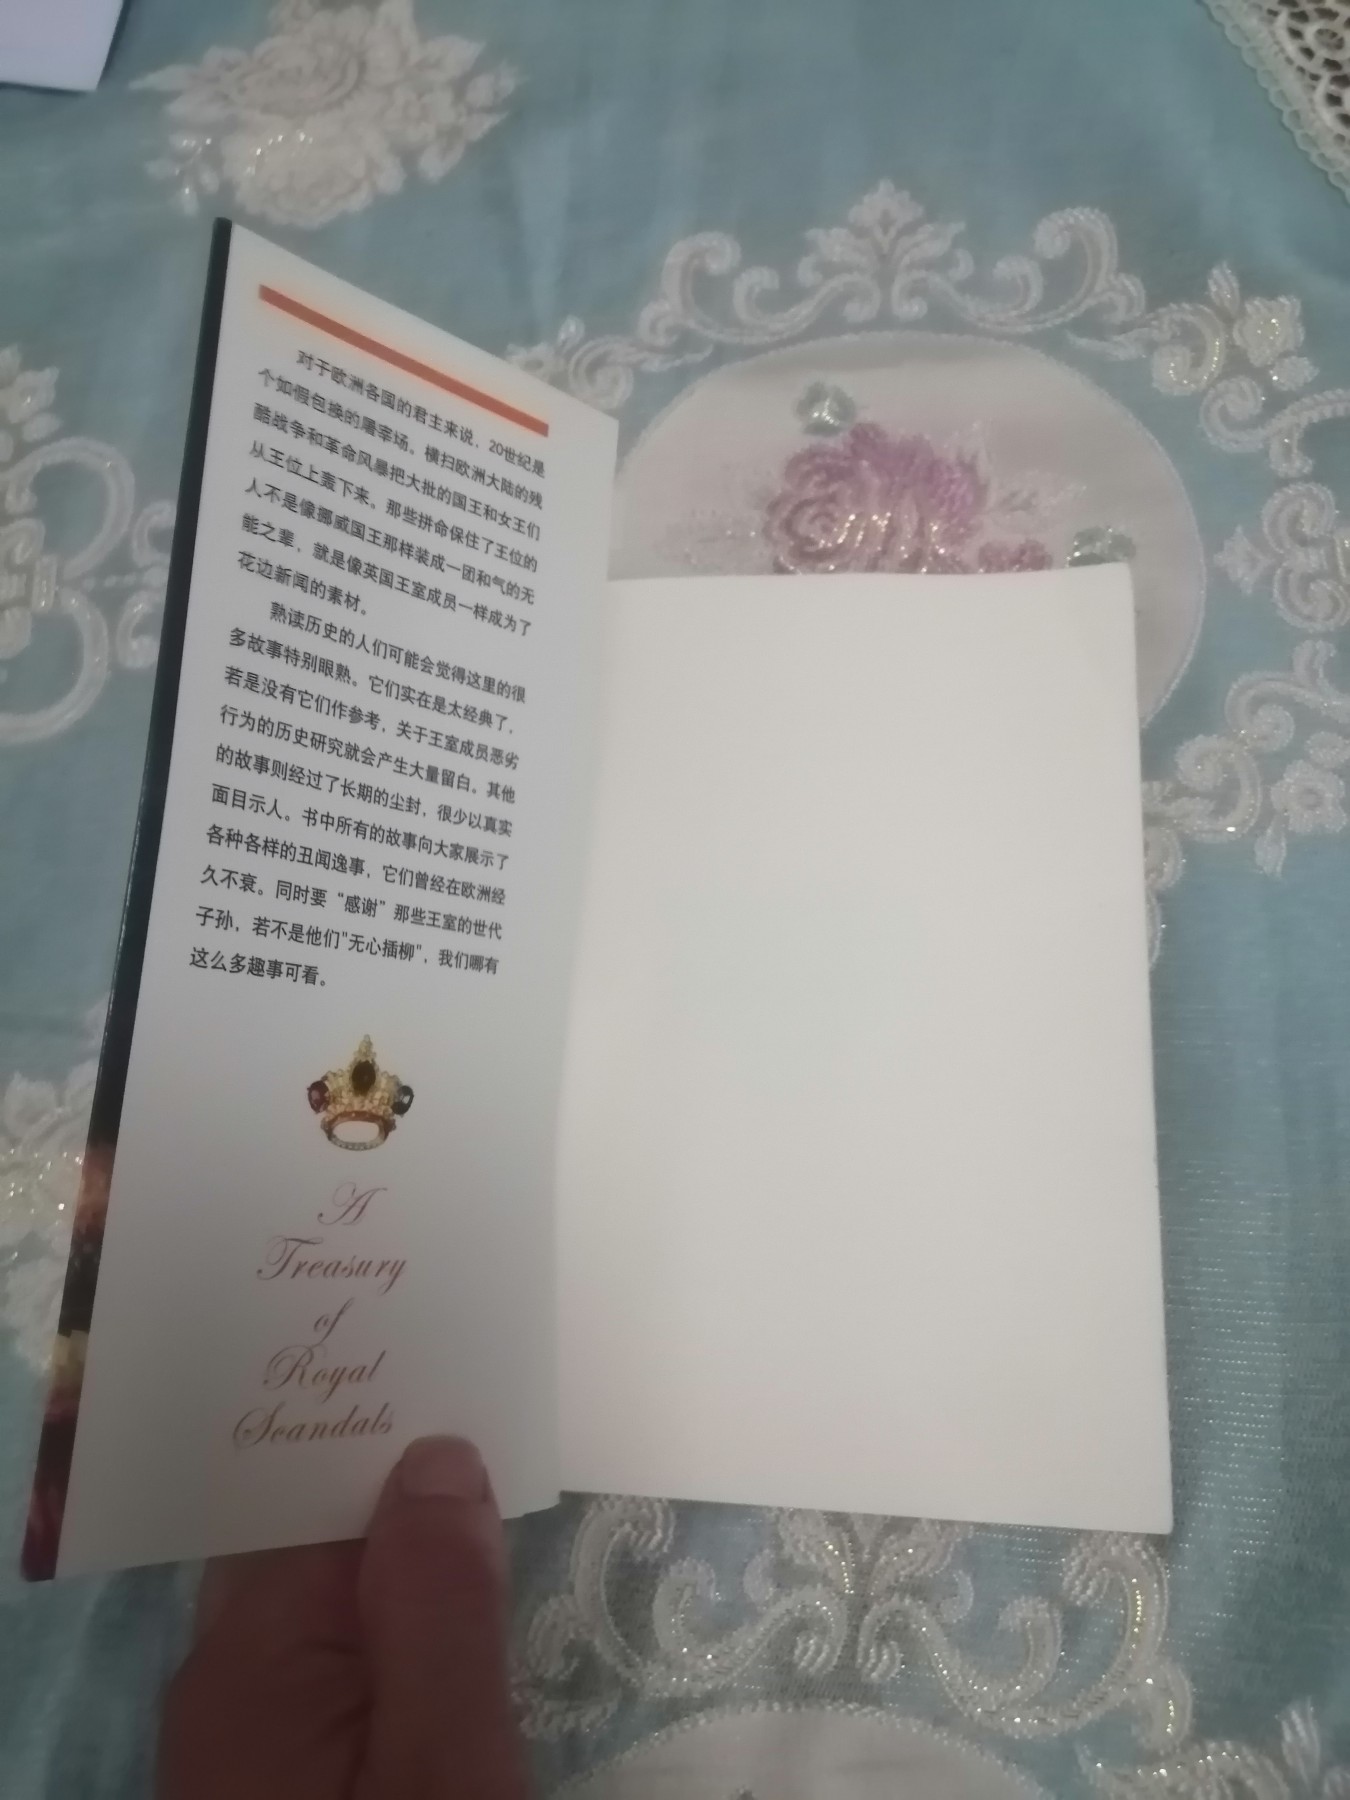 对于欧洲各国的君主来说，20世纪是
个如假包换的屠宰场。横扫欧洲大陆的残
酷战争和革命风暴把大批的国王和女王们
从王位上轰下来。那些拼命保住了王位的
人不是像挪威国王那样装成一团和气的无
能之辈，就是像英国王室成员一样成为了
花边新闻的素材。
熟读历史的人们可能会觉得这里的很
多故事特别眼熟。它们实在是太经典了，
若是没有它们作参考，关于王室成员恶劣
行为的历史研究就会产生大量留白。其他
的故事则经过了长期的尘封，很少以真实
面目示人。书中所有的故事向大家展示了
各种各样的丑闻逸事，它们曾经在欧洲经
久不衰。同时要“感谢”那些王室的世代
子孙，若不是他们"无心插柳"，我们哪有
这么多趣事可看。
A
Treasury
of
Royal
Scandals